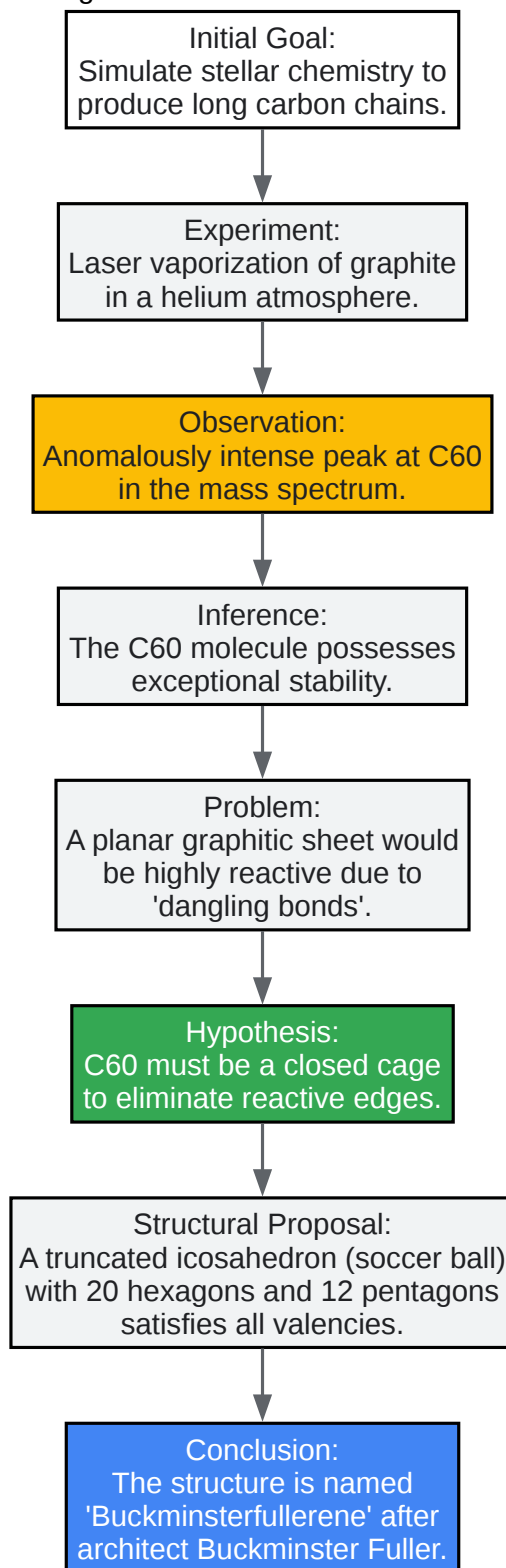 Initial Goal:
Simulate stellar chemistry to
produce long carbon chains.
Experiment:
Laser vaporization of graphite
in a helium atmosphere.
Observation:
Anomalously intense peak at C60
in the mass spectrum.
Inference:
The C60 molecule possesses
exceptional stability.
Problem:
A planar graphitic sheet would
be highly reactive due to
'dangling bonds'.
Hypothesis:
C60 must be a closed cage
to eliminate reactive edges.
Structural Proposal:
A truncated icosahedron (soccer ball)
with 20 hexagons and 12 pentagons
satisfies all valencies.
Conclusion:
The structure is named
'Buckminsterfullerene' after
architect Buckminster Fuller.